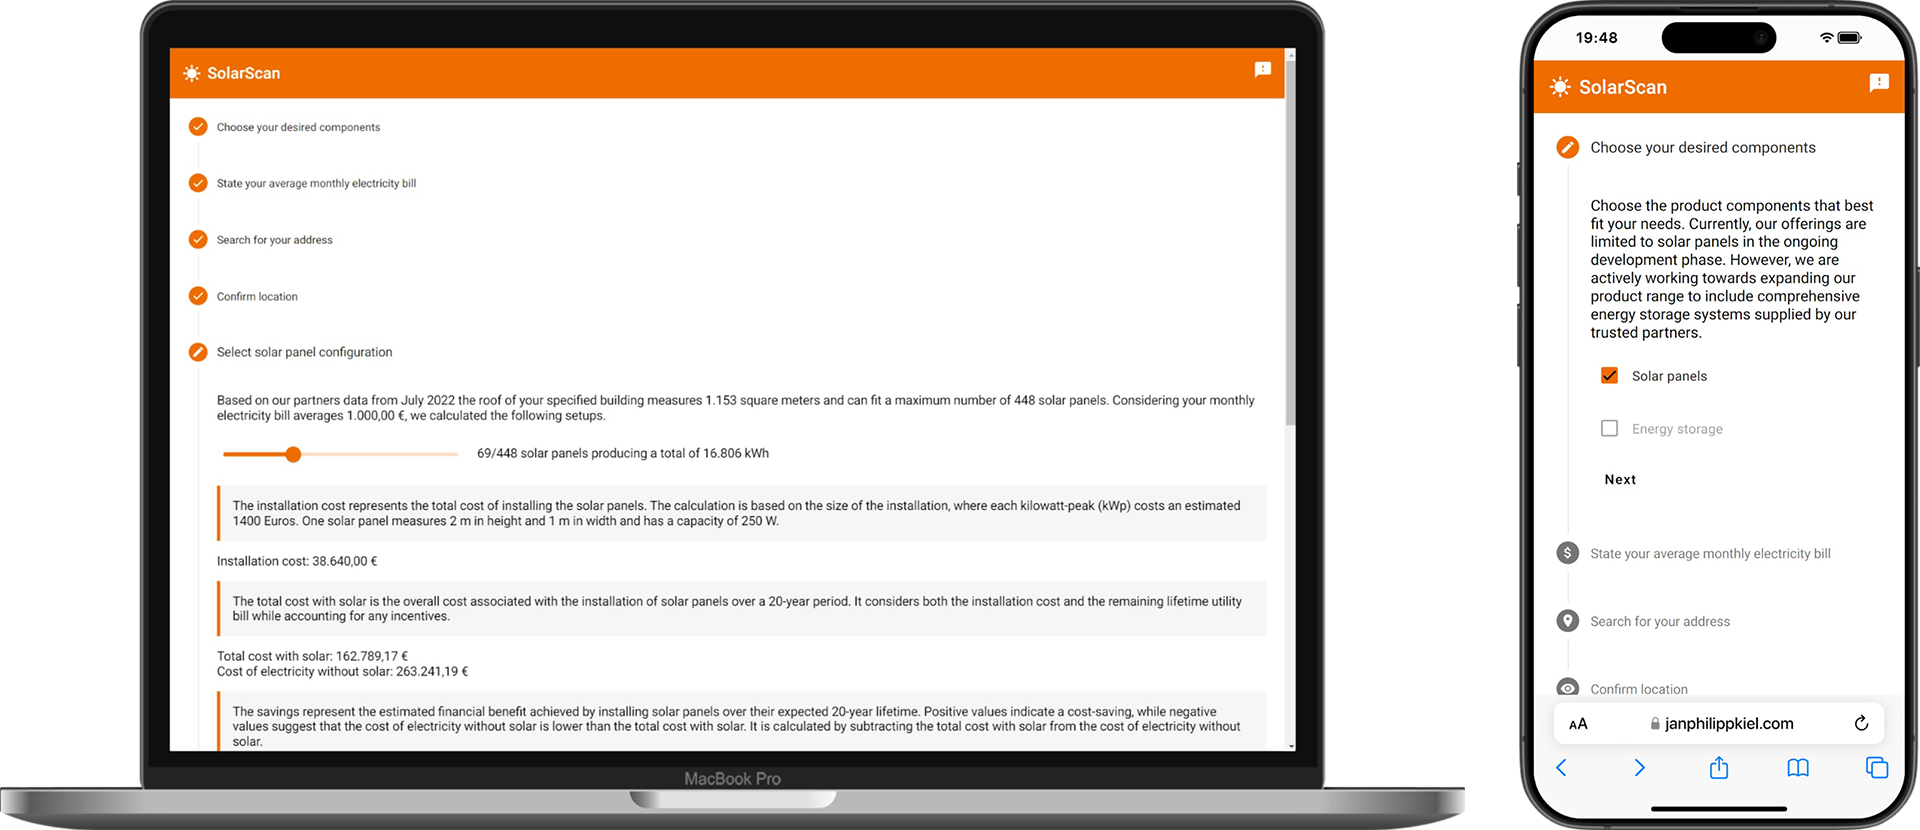 SolarScan
Choose your desired components
State your average monthly electricity bill
Search for your address
Confirm location
Select solar panel configuration
Based on our partners data from July 2022 the roof of your specified building measures 1.153 square meters and can fit a maximum number of 448 solar panels. Considering your monthly
electricity bill averages 1.000,00 €, we calculated the following setups.
69/448 solar panels producing a total of 16.806 kWh
The installation cost represents the total cost of installing the solar panels. The calculation is based on the size of the installation, where each kilowatt-peak (kWp) costs an estimated
1400 Euros. One solar panel measures 2 m in height and 1 m in width and has a capacity of 250 W.
Installation cost: 38.640,00 €
The total cost with solar is the overall cost associated with the installation of solar panels over a 20-year period. It considers both the installation cost and the remaining lifetime utility
bill while accounting for any incentives.
Total cost with solar: 162.789,17 €
Cost of electricity without solar: 263.241,19 €
The savings represent the estimated financial benefit achieved by installing solar panels over their expected 20-year lifetime. Positive values indicate a cost-saving, while negative
values suggest that the cost of electricity without solar is lower than the total cost with solar. It is calculated by subtracting the total cost with solar from the cost of electricity without
solar.
MacBook Pro
19:48
SolarScan
Choose your desired components
Choose the product components that best
fit your needs. Currently, our offerings are
limited to solar panels in the ongoing
development phase. However, we are
actively working towards expanding our
product range to include comprehensive
energy storage systems supplied by our
trusted partners.
Solar panels
Energy storage
Next
$ State your average monthly electricity bill
Search for your address
Confirm location
AA janphilippkiel.com